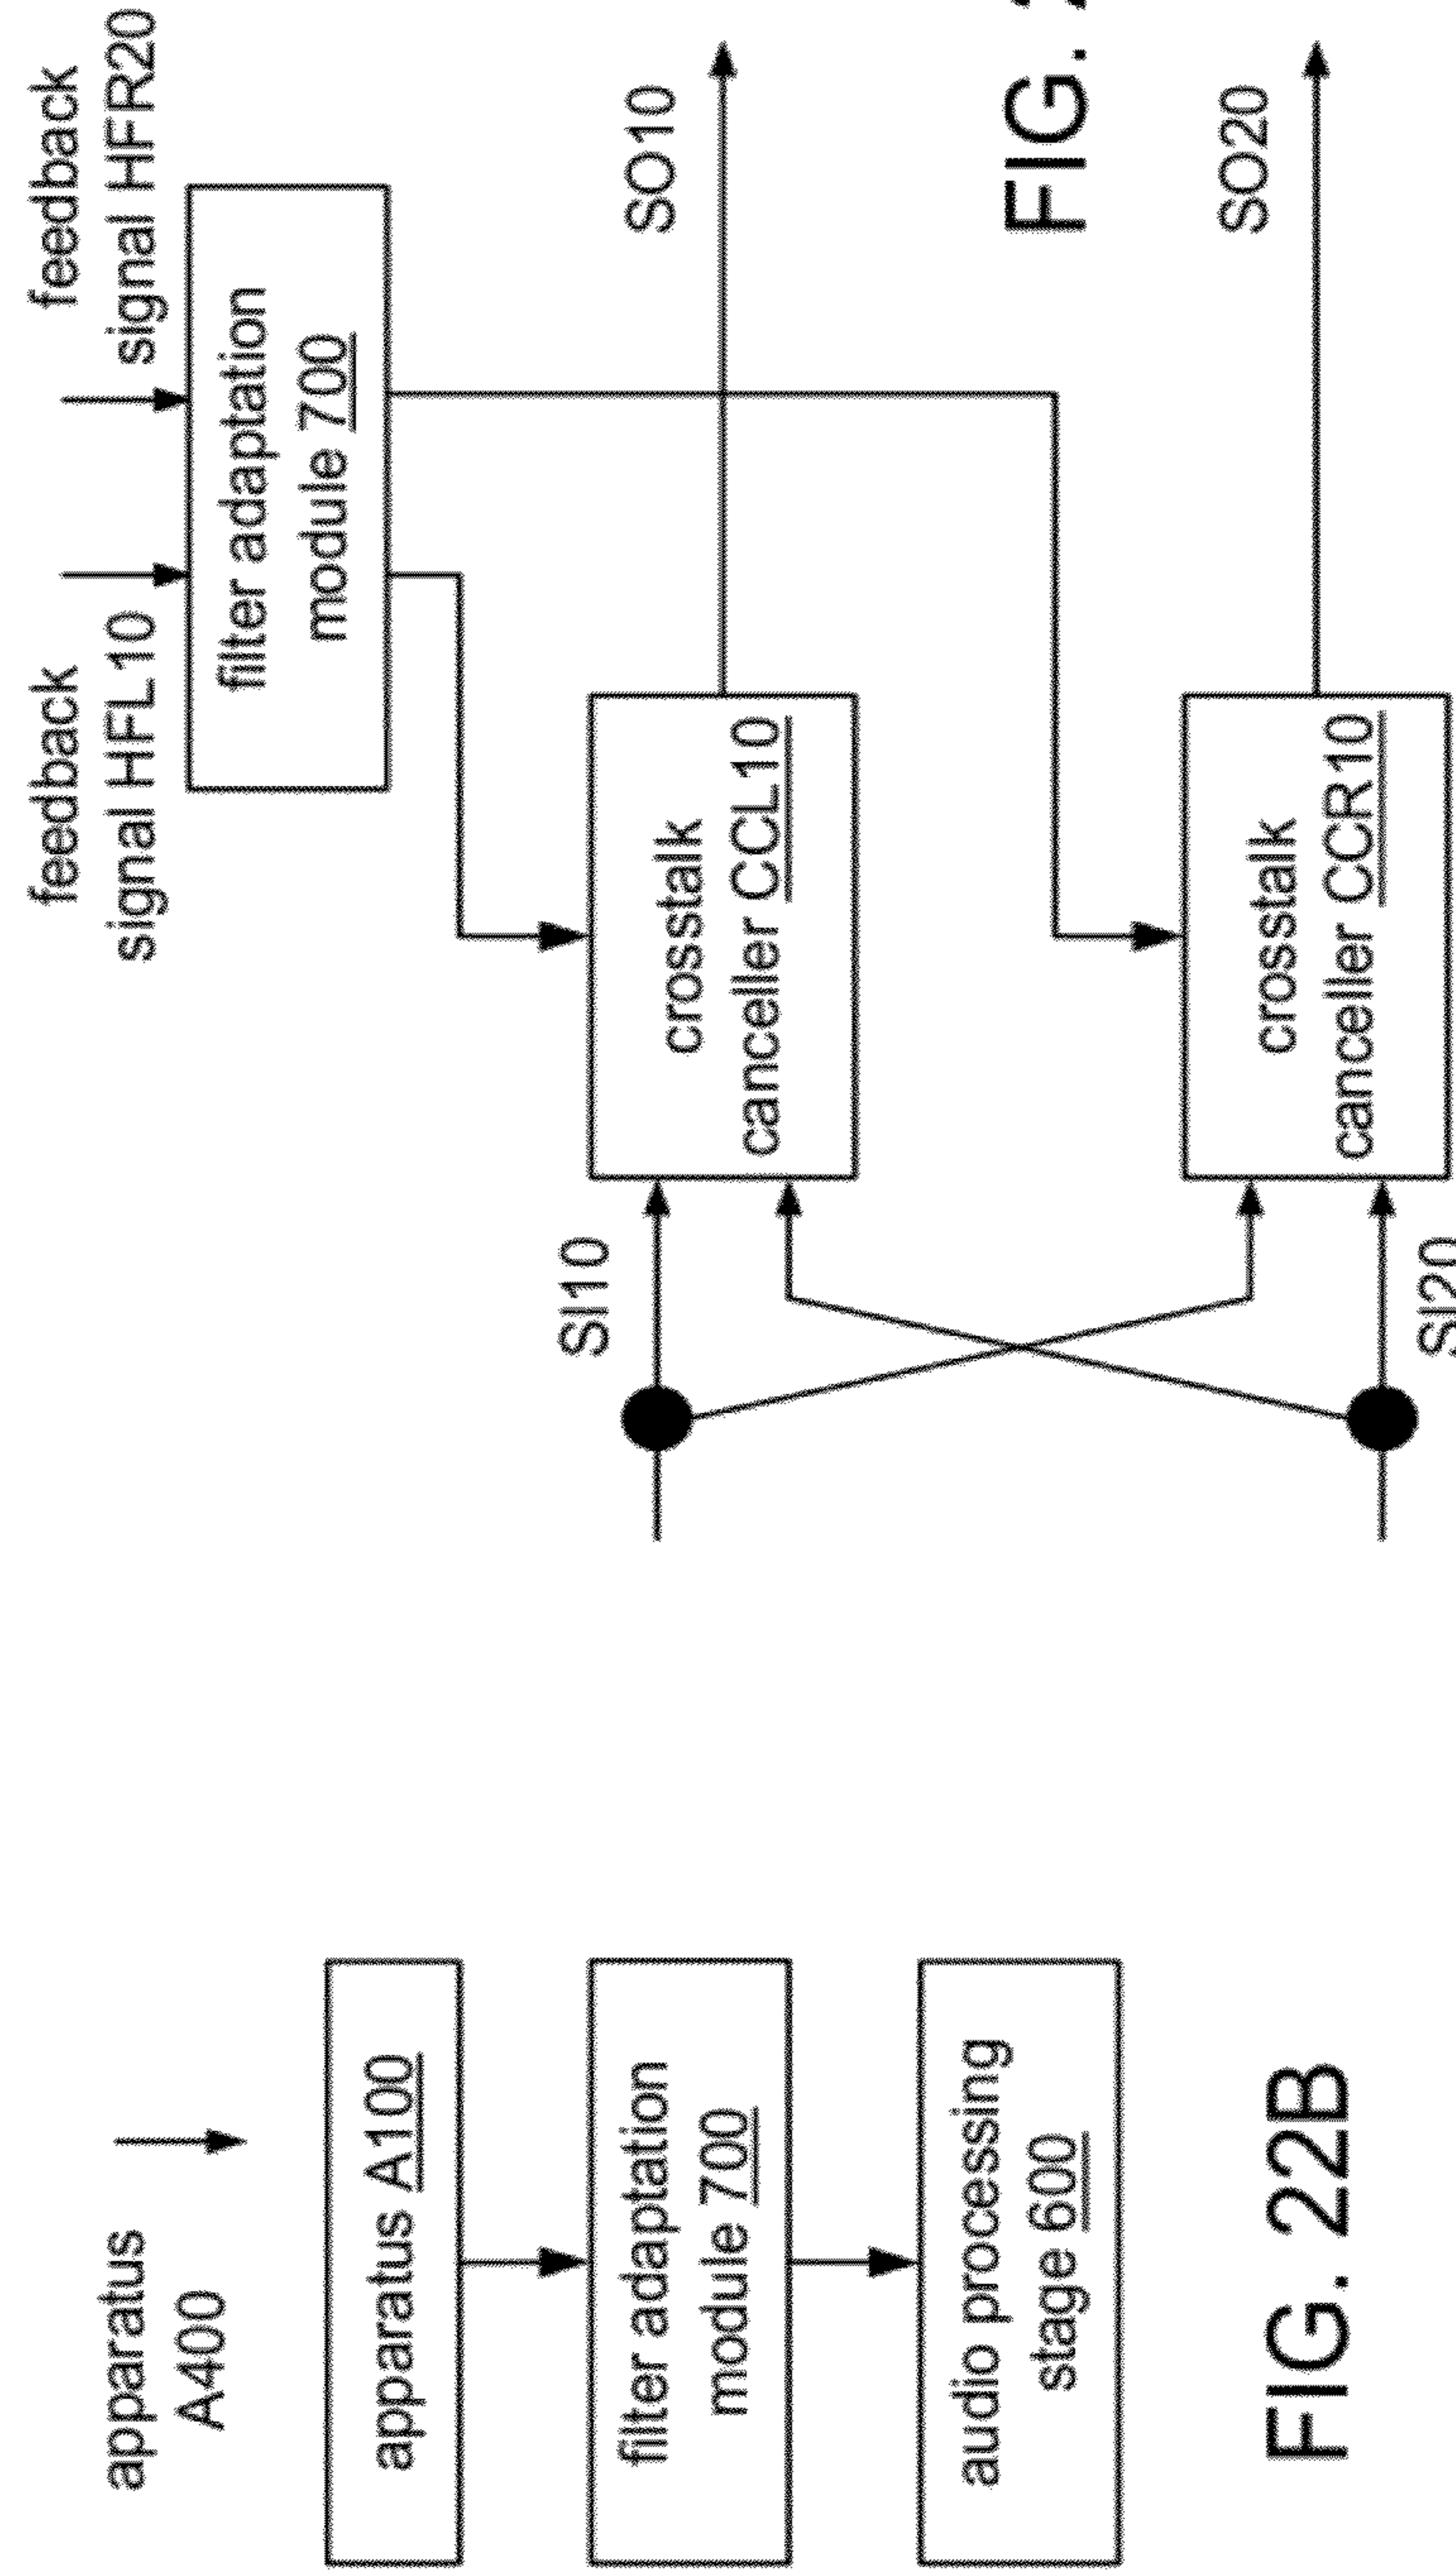 apparatus
A400
apparatus A100
filter adaptation
module 700
audio processing
stage 600
FIG. 22B
feedback
signal HFL10
feedback
signal HFR20
filter adaptation
module 700
SI10
crosstalk
canceller CCL10
SO10
SI20
crosstalk
canceller CCR10
SO20
FIG.